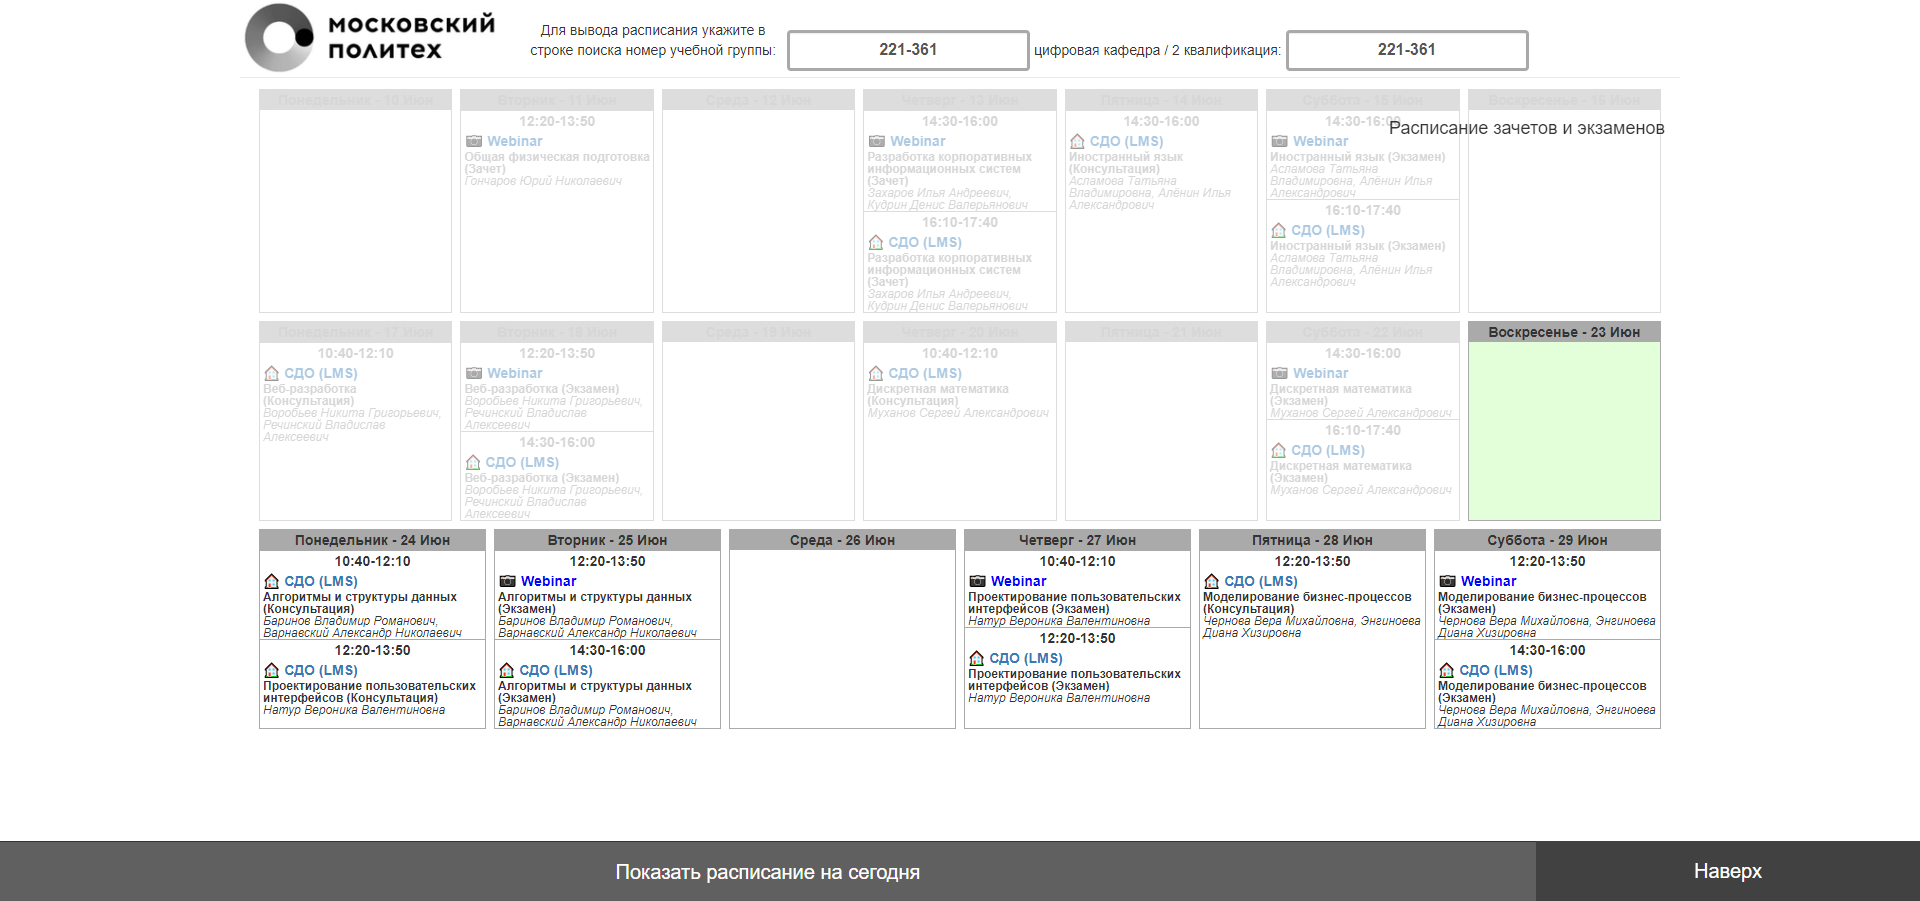 московский
политех
Для вывода расписания укажите в
строке поиска номер учебной группы:
221-361
цифровая кафедра / 2 квалификация:
221-361
Расписание зачетов и экзаменов
Понедельник - 10 Июн
Вторник - 11 Июн
12:20-13:50
Webinar
Общая физическая подготовка
(Зачет)
Гончаров Юрий Николаевич
Среда - 12 Июн
Четверг - 13 Июн
14:30-16:00
Webinar
Разработка корпоративных
информационных систем
(Зачет)
Захаров Илья Андреевич,
Кудрин Денис Валерьянович
16:10-17:40
СДО (LMS)
Разработка корпоративных
информационных систем
(Зачет)
Захаров Илья Андреевич,
Кудрин Денис Валерьянович
Пятница - 14 Июн
14:30-16:00
СДО (LMS)
Иностранный язык
(Консультация)
Асламова Татьяна
Владимировна, Алёнин Илья
Александрович
Суббота - 15 Июн
14:30-16:00
Webinar
Иностранный язык (Экзамен)
Асламова Татьяна
Владимировна, Алёнин Илья
Александрович
16:10-17:40
СДО (LMS)
Иностранный язык (Экзамен)
Асламова Татьяна
Владимировна, Алёнин Илья
Александрович
Воскресенье - 16 Июн
Понедельник - 17 Июн
10:40-12:10
СДО (LMS)
Веб-разработка
(Консультация)
Воробьев Никита Григорьевич,
Речинский Владислав
Алексеевич
Вторник - 18 Июн
12:20-13:50
Webinar
Веб-разработка (Экзамен)
Воробьев Никита Григорьевич,
Речинский Владислав
Алексеевич
14:30-16:00
СДО (LMS)
Веб-разработка (Экзамен)
Воробьев Никита Григорьевич,
Речинский Владислав
Алексеевич
Среда - 19 Июн
Четверг - 20 Июн
10:40-12:10
СДО (LMS)
Дискретная математика
(Консультация)
Муханов Сергей Александрович
Пятница - 21 Июн
Суббота - 22 Июн
14:30-16:00
Webinar
Дискретная математика
(Экзамен)
Муханов Сергей Александрович
16:10-17:40
СДО (LMS)
Дискретная математика
(Экзамен)
Муханов Сергей Александрович
Воскресенье - 23 Июн
Понедельник - 24 Июн
10:40-12:10
СДО (LMS)
Алгоритмы и структуры данных
(Консультация)
Баринов Владимир Романович,
Варнавский Александр Николаевич
12:20-13:50
СДО (LMS)
Проектирование пользовательских
интерфейсов (Консультация)
Натур Вероника Валентиновна
Вторник - 25 Июн
12:20-13:50
Webinar
Алгоритмы и структуры данных
(Экзамен)
Баринов Владимир Романович,
Варнавский Александр Николаевич
14:30-16:00
СДО (LMS)
Алгоритмы и структуры данных
(Экзамен)
Баринов Владимир Романович,
Варнавский Александр Николаевич
Среда - 26 Июн
Четверг - 27 Июн
10:40-12:10
Webinar
Проектирование пользовательских
интерфейсов (Экзамен)
Натур Вероника Валентиновна
12:20-13:50
СДО (LMS)
Проектирование пользовательских
интерфейсов (Экзамен)
Натур Вероника Валентиновна
Пятница - 28 Июн
12:20-13:50
СДО (LMS)
Моделирование бизнес-процессов
(Консультация)
Чернова Вера Михайловна, Энгиноева
Диана Хизировна
Суббота - 29 Июн
12:20-13:50
Webinar
Моделирование бизнес-процессов
(Экзамен)
Чернова Вера Михайловна, Энгиноева
Диана Хизировна
14:30-16:00
СДО (LMS)
Моделирование бизнес-процессов
(Экзамен)
Чернова Вера Михайловна, Энгиноева
Диана Хизировна
Показать расписание на сегодня
Наверх